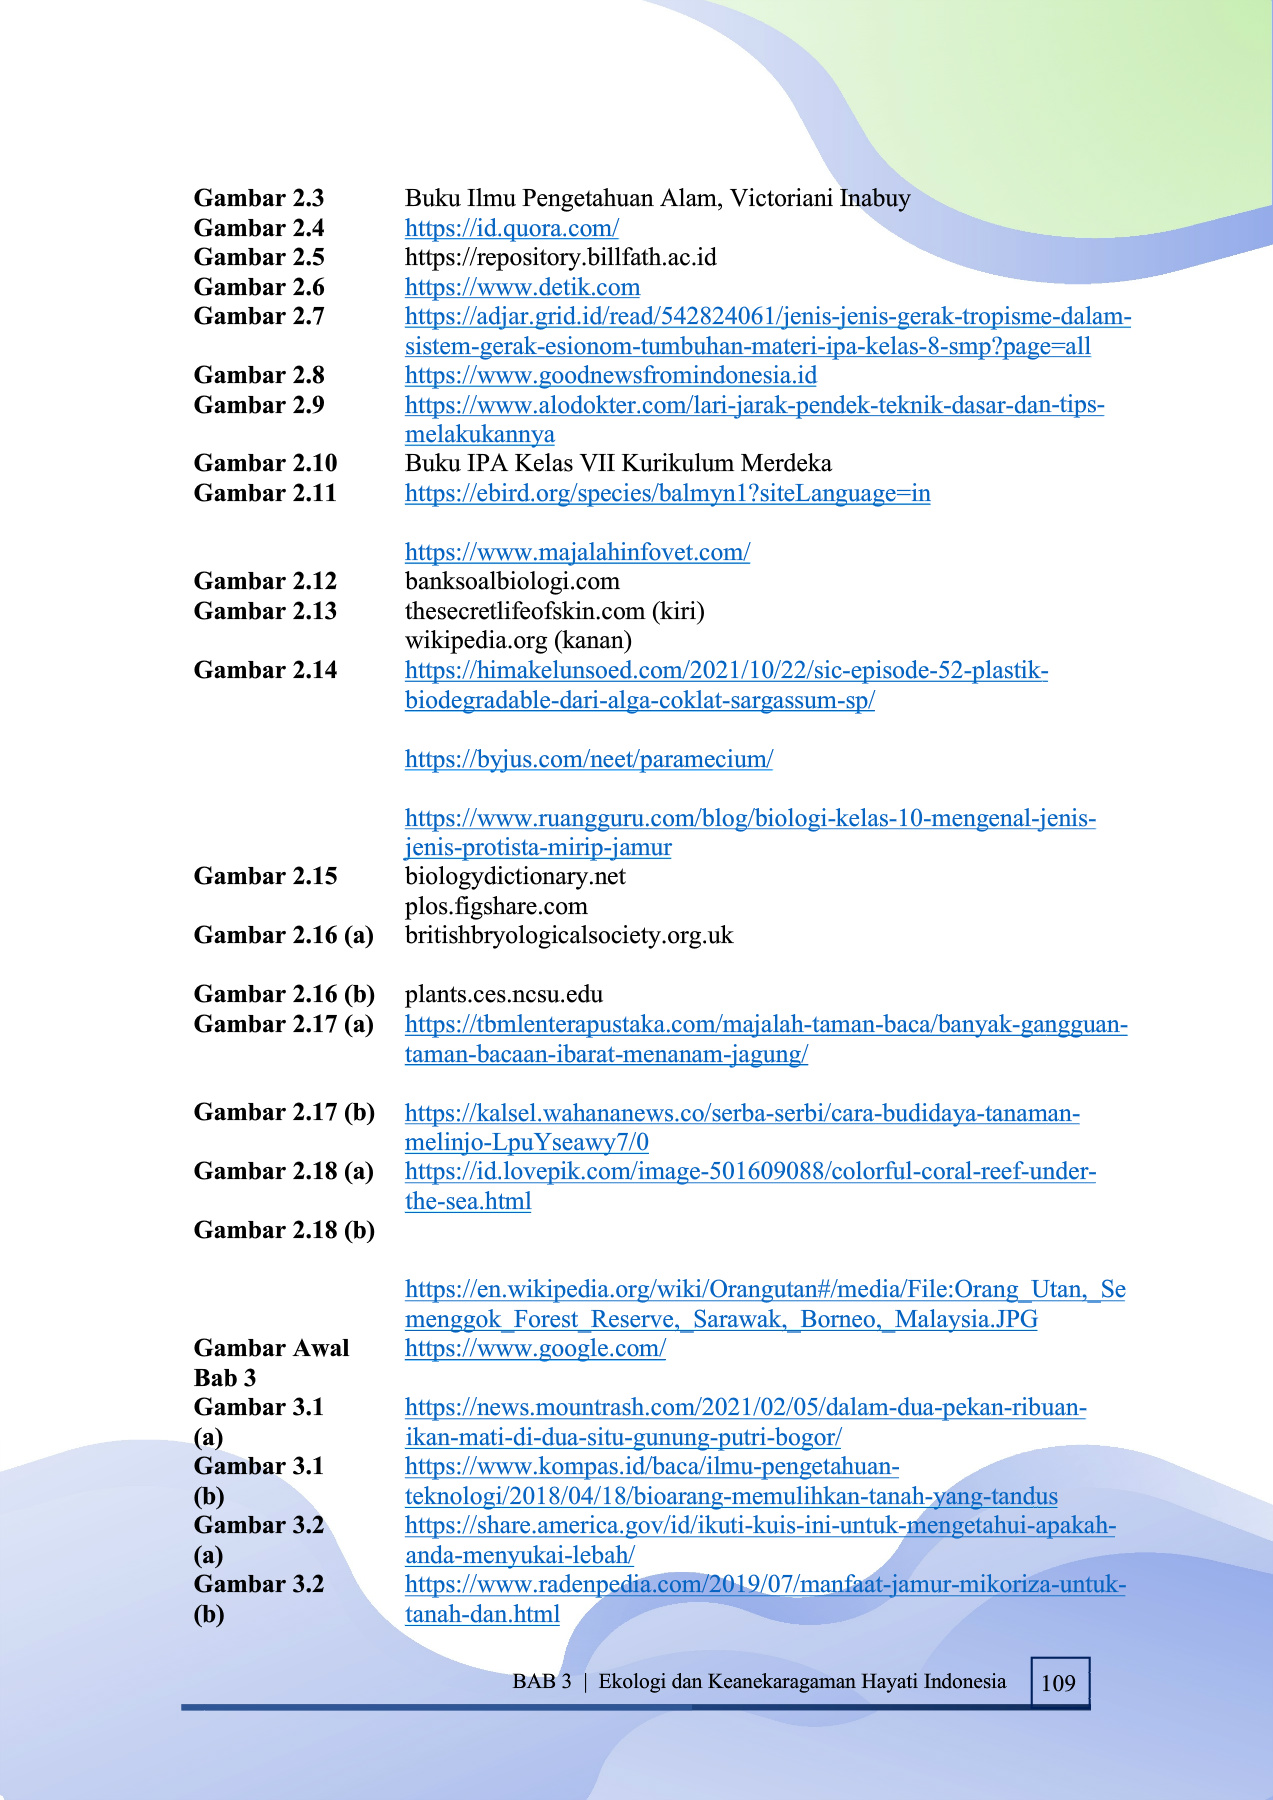 Gambar 2.3 Buku Ilmu Pengetahuan Alam, Victoriani Inabuy
Gambar 2.4 https://id.quora.com/
Gambar 2.5 https://repository.billfath.ac.id
Gambar 2.6 https://www.detik.com
Gambar 2.7 https://adjar.grid.id/read/542824061/jenis-jenis-gerak-tropisme-dalam-
sistem-gerak-esionom-tumbuhan-materi-ipa-kelas-8-smp?page=all
Gambar 2.8 https://www.goodnewsfromindonesia.id
Gambar 2.9 https://www.alodokter.com/lari-jarak-pendek-teknik-dasar-dan-tips-
melakukannya
Gambar 2.10 Buku IPA Kelas VII Kurikulum Merdeka
Gambar 2.11 https://ebird.org/species/balmyn1?siteLanguage=in
https://www.majalahinfovet.com/
Gambar 2.12 banksoalbiologi.com
Gambar 2.13 thesecretlifeofskin.com (kiri)
wikipedia.org (kanan)
Gambar 2.14 https://himakelunsoed.com/2021/10/22/sic-episode-52-plastik-
biodegradable-dari-alga-coklat-sargassum-sp/
https://byjus.com/neet/paramecium/
https://www.ruangguru.com/blog/biologi-kelas-10-mengenal-jenis-
jenis-protista-mirip-jamur
Gambar 2.15 biologydictionary.net
plos.figshare.com
Gambar 2.16 (a) britishbryologicalsociety.org.uk
Gambar 2.16 (b) plants.ces.ncsu.edu
Gambar 2.17 (a) https://tbmlenterapustaka.com/majalah-taman-baca/banyak-gangguan-
taman-bacaan-ibarat-menanam-jagung/
Gambar 2.17 (b) https://kalsel.wahananews.co/serba-serbi/cara-budidaya-tanaman-
melinjo-LpuYseawy7/0
Gambar 2.18 (a) https://id.lovepik.com/image-501609088/colorful-coral-reef-under-
the-sea.html
Gambar 2.18 (b)
https://en.wikipedia.org/wiki/Orangutan#/media/File:Orang_Utan,_Se
menggok_Forest_Reserve,_Sarawak,_Borneo,_Malaysia.JPG
Gambar Awal https://www.google.com/
Bab 3
Gambar 3.1 https://news.mountrash.com/2021/02/05/dalam-dua-pekan-ribuan-
(a) ikan-mati-di-dua-situ-gunung-putri-bogor/
Gambar 3.1 https://www.kompas.id/baca/ilmu-pengetahuan-
(b) teknologi/2018/04/18/bioarang-memulihkan-tanah-yang-tandus
Gambar 3.2 https://share.america.gov/id/ikuti-kuis-ini-untuk-mengetahui-apakah-
(a) anda-menyukai-lebah/
Gambar 3.2 https://www.radenpedia.com/2019/07/manfaat-jamur-mikoriza-untuk-
(b) tanah-dan.html
BAB 3 | Ekologi dan Keanekaragaman Hayati Indonesia 109